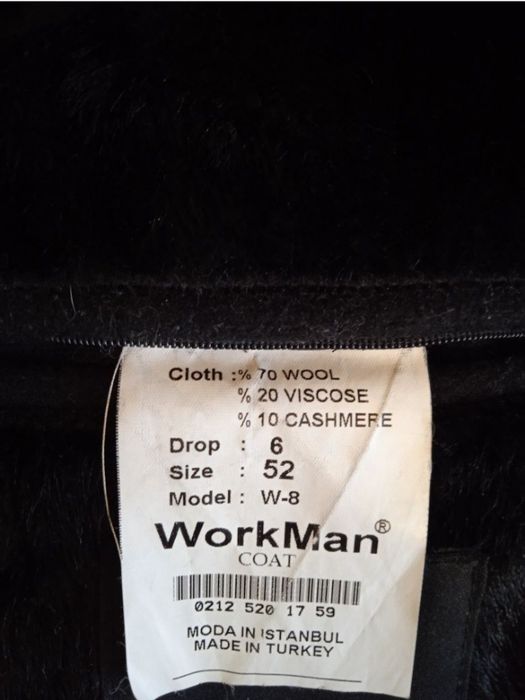 Cloth :% 70 WOOL
% 20 VISCOSE
% 10 CASHMERE
Drop : 6
Size : 52
Model : W-8
WorkMan®
COAT
0212 520 17 59
MODA IN ISTANBUL
MADE IN TURKEY